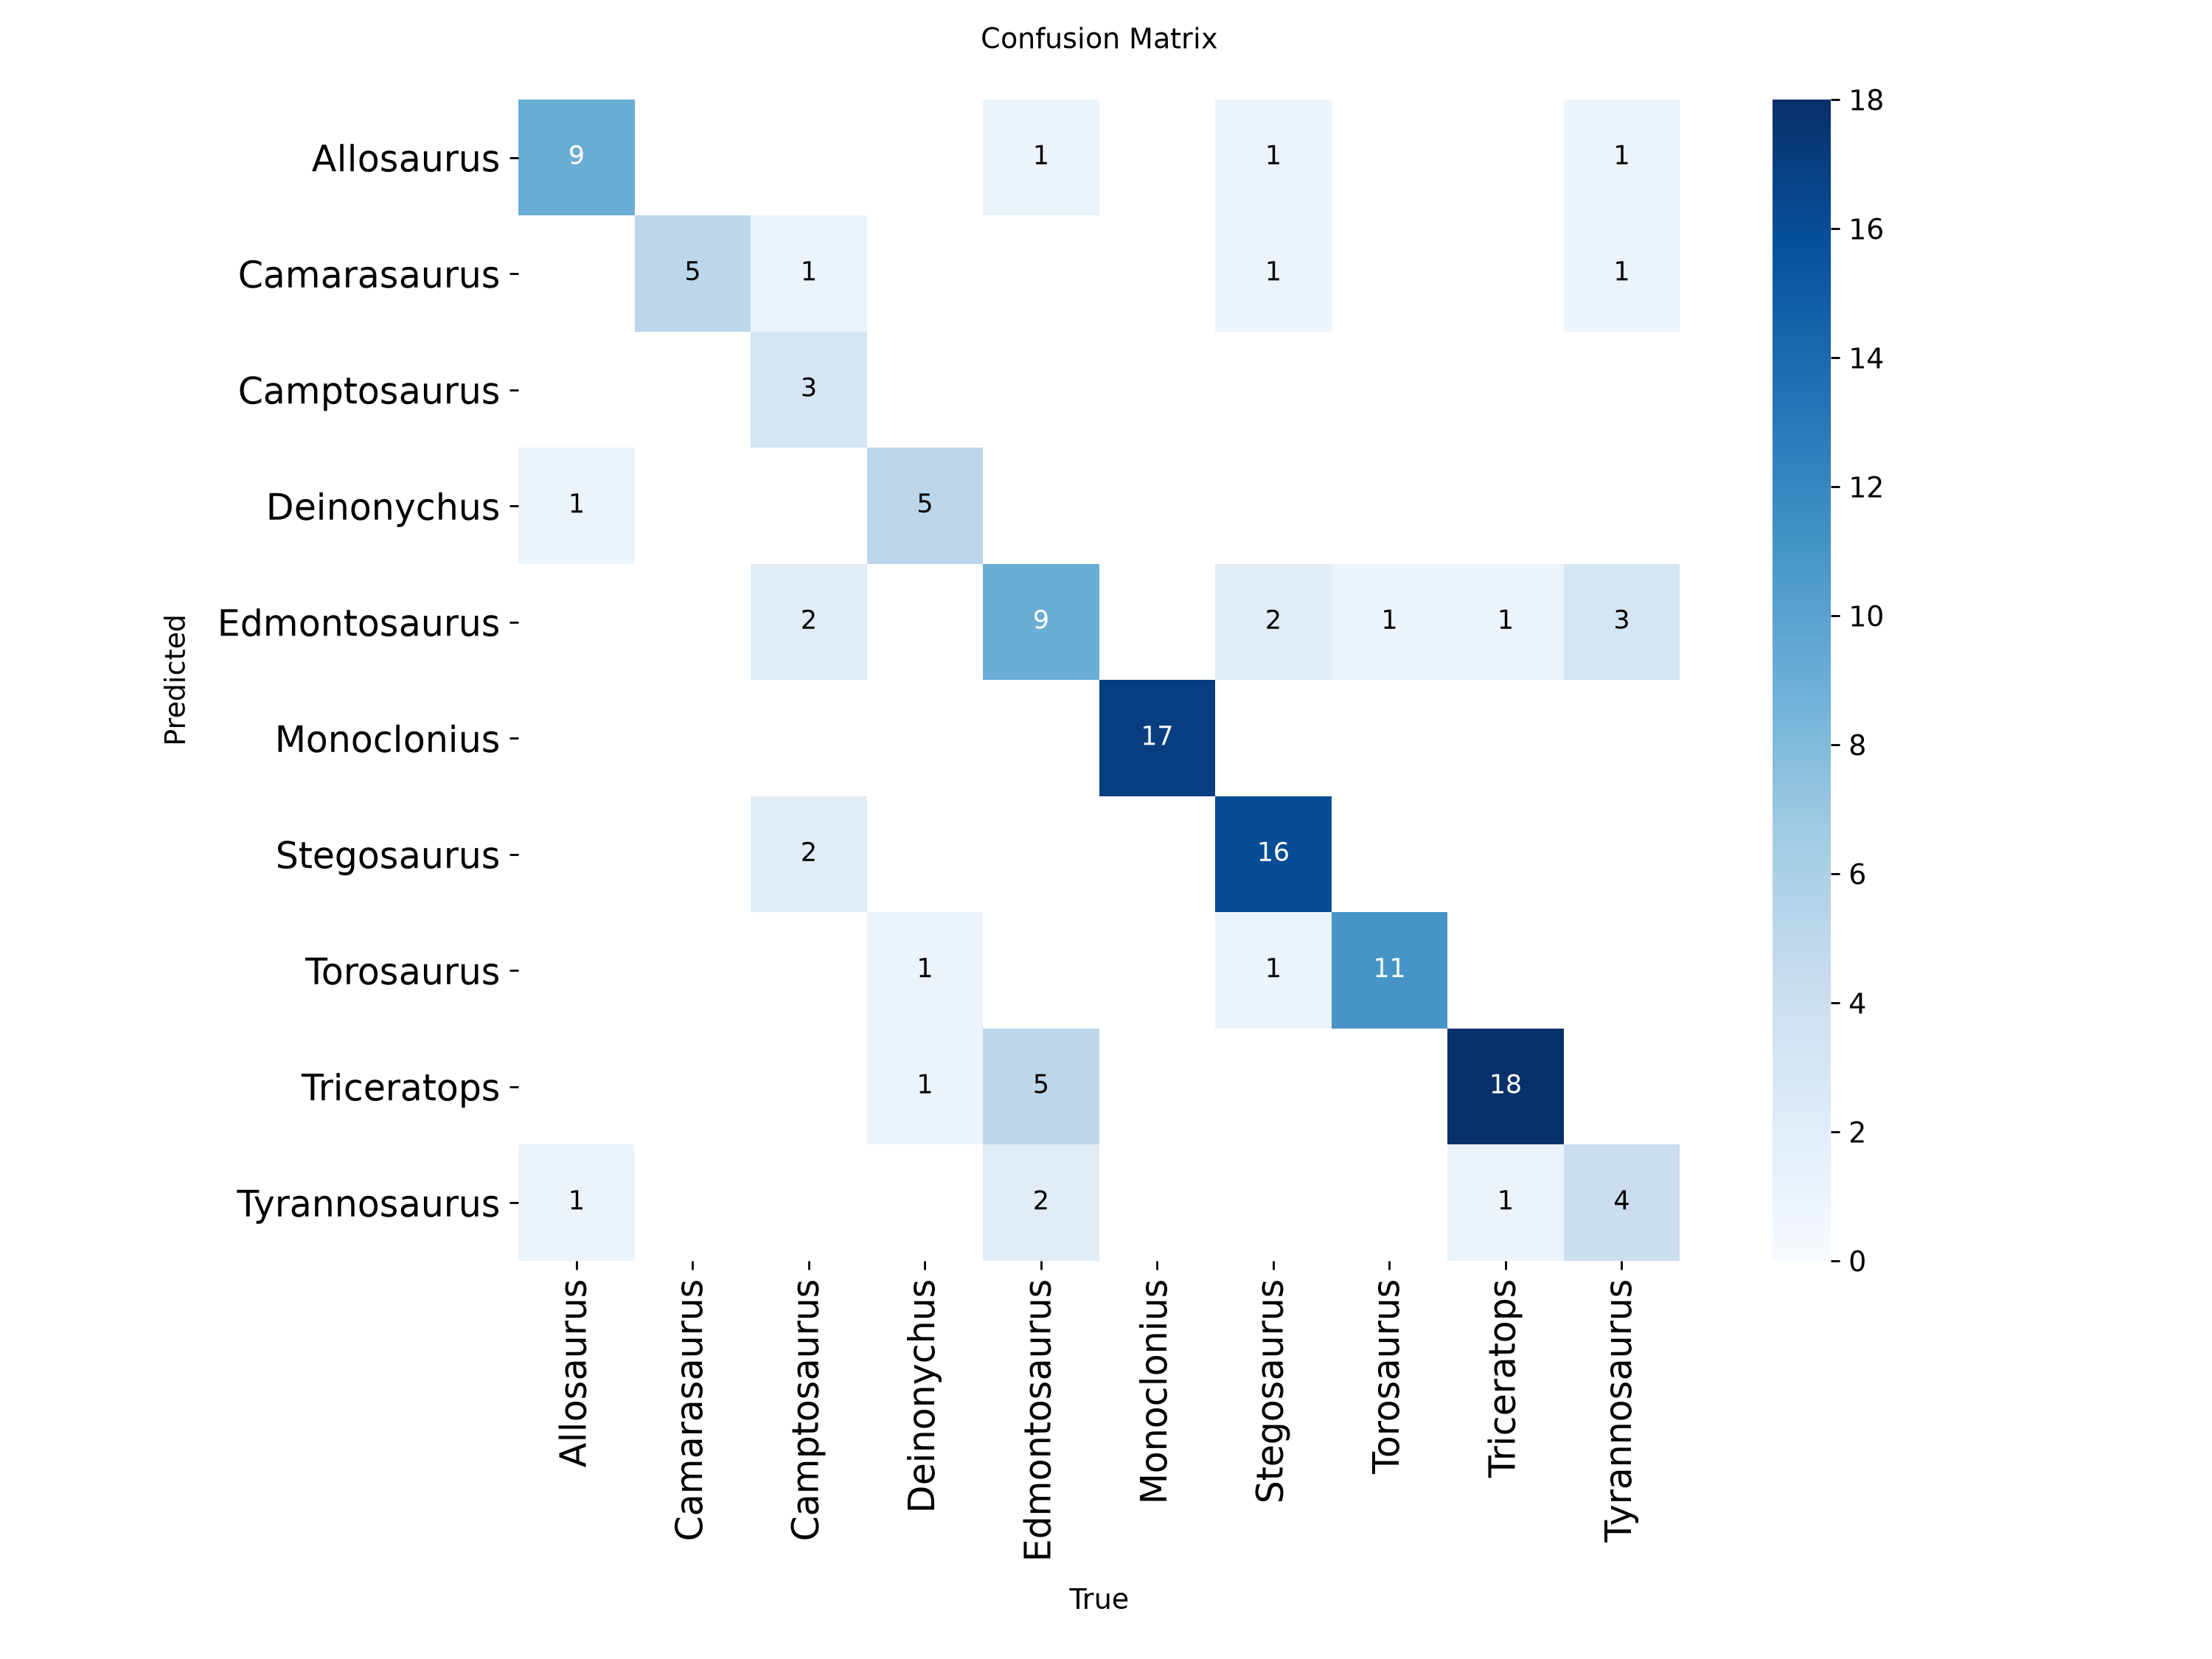 Confusion Matrix
Allosaurus 9 1 1 1
Camarasaurus 5 1 1 1
Camptosaurus 3
Deinonychus 1 5
Edmontosaurus 2 9 2 1 1 3
Monoclonius 17
Stegosaurus 2 16
Torosaurus 1 1 11
Triceratops 1 5 18
Tyrannosaurus 1 2 1 4
Predicted
Allosaurus
Camarasaurus
Camptosaurus
Deinonychus
Edmontosaurus
Monoclonius
Stegosaurus
Torosaurus
Triceratops
Tyrannosaurus
True
18
16
14
12
10
8
6
4
2
0